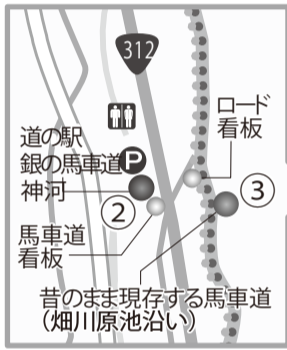 312
ロード
看板
道の駅
銀の馬車道
神河
P
②
③
馬車道
看板
昔のまま現存する馬車道
（畑川原池沿い）